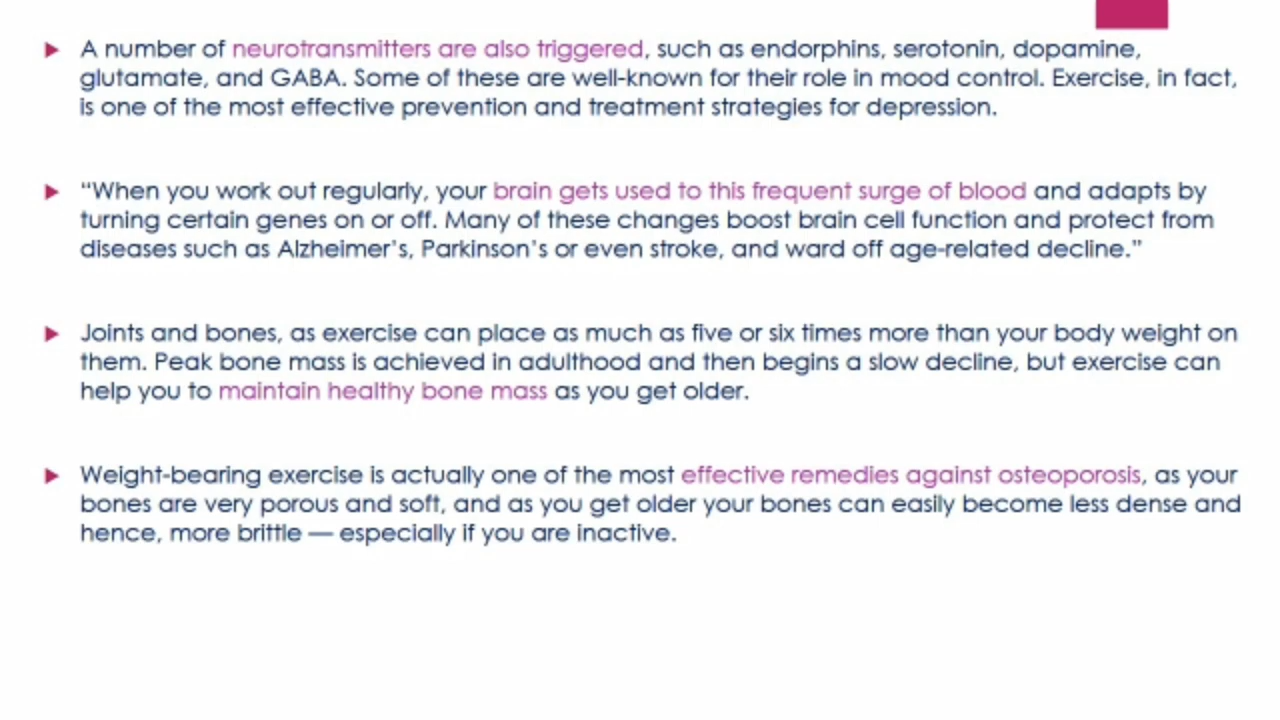 A number of neurotransmitters are also triggered, such as endorphins, serotonin, dopamine,
glutamate, and GABA. Some of these are well-known for their role in mood control. Exercise, in fact,
is one of the most effective prevention and treatment strategies for depression.
“When you work out regularly, your brain gets used to this frequent surge of blood and adapts by
turning certain genes on or off. Many of these changes boost brain cell function and protect from
diseases such as Alzheimer’s, Parkinson’s or even stroke, and ward off age-related decline.”
Joints and bones, as exercise can place as much as five or six times more than your body weight on
them. Peak bone mass is achieved in adulthood and then begins a slow decline, but exercise can
help you to maintain healthy bone mass as you get older.
Weight-bearing exercise is actually one of the most effective remedies against osteoporosis, as your
bones are very porous and soft, and as you get older your bones can easily become less dense and
hence, more brittle — especially if you are inactive.